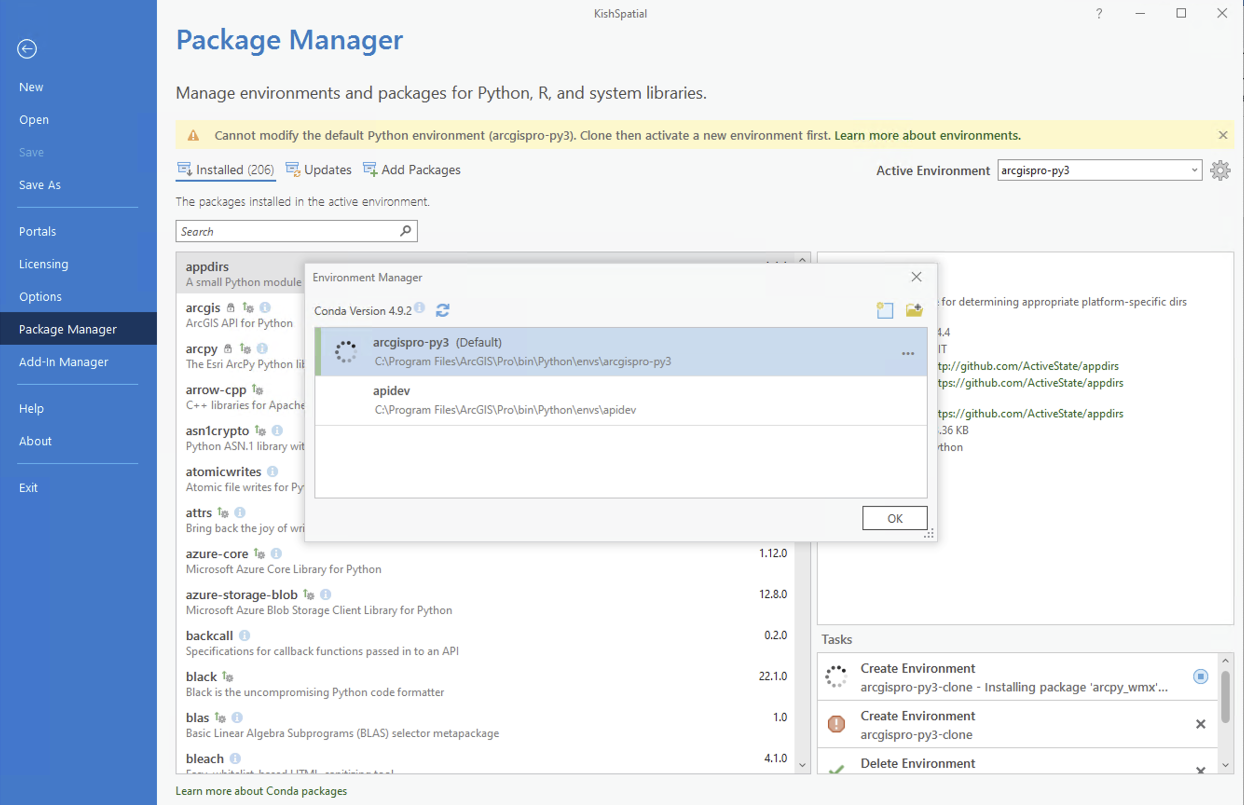 KishSpatial
?
Package Manager
Manage environments and packages for Python, R, and system libraries.
Cannot modify the default Python environment (arcgispro-py3). Clone then activate a new environment first. Learn more about environments.
New
Open
Save
Save As
Portals
Licensing
Options
Package Manager
Add-In Manager
Help
About
Exit
Installed (206) Updates Add Packages
Active Environment arcgispro-py3
The packages installed in the active environment.
Search
appdirs
A small Python module
arcgis
ArcGIS API for Python
arcpy
The Esri ArcPy Python lib
arrow-cpp
C++ libraries for Apache
asn1crypto
Python ASN.1 library wit
atomicwrites
Atomic file writes for Py
attrs
Bring back the joy of wri
azure-core 1.12.0
Microsoft Azure Core Library for Python
azure-storage-blob 12.8.0
Microsoft Azure Blob Storage Client Library for Python
backcall 0.2.0
Specifications for callback functions passed in to an API
black 22.1.0
Black is the uncompromising Python code formatter
blas 1.0
Basic Linear Algebra Subprograms (BLAS) selector metapackage
bleach 4.1.0
Learn more about Conda packages
Environment Manager
Conda Version 4.9.2
arcgispro-py3 (Default)
C:\Program Files\ArcGIS\Pro\bin\Python\envs\arcgispro-py3
apidev
C:\Program Files\ArcGIS\Pro\bin\Python\envs\apidev
OK
for determining appropriate platform-specific dirs
4.4
IT
tp://github.com/ActiveState/appdirs
tps://github.com/ActiveState/appdirs
tps://github.com/ActiveState/appdirs
.36 KB
ython
Tasks
Create Environment
arcgispro-py3-clone - Installing package 'arcpy_wmx'...
Create Environment
arcgispro-py3-clone
Delete Environment